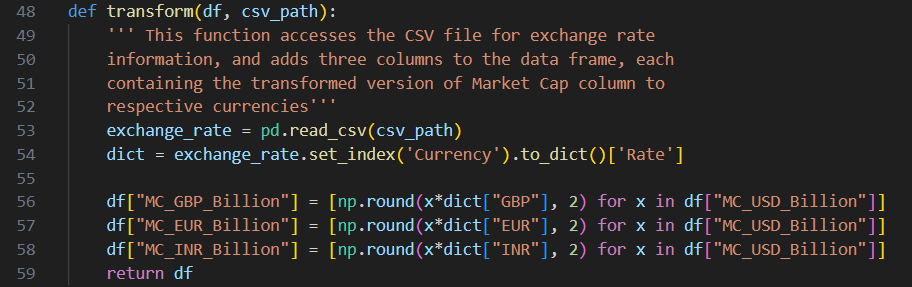 48 def transform(df, csv_path):
49     ''' This function accesses the CSV file for exchange rate
50     information, and adds three columns to the data frame, each
51     containing the transformed version of Market Cap column to
52     respective currencies'''
53     exchange_rate = pd.read_csv(csv_path)
54     dict = exchange_rate.set_index('Currency').to_dict()['Rate']
55
56     df["MC_GBP_Billion"] = [np.round(x*dict["GBP"], 2) for x in df["MC_USD_Billion"]]
57     df["MC_EUR_Billion"] = [np.round(x*dict["EUR"], 2) for x in df["MC_USD_Billion"]]
58     df["MC_INR_Billion"] = [np.round(x*dict["INR"], 2) for x in df["MC_USD_Billion"]]
59     return df